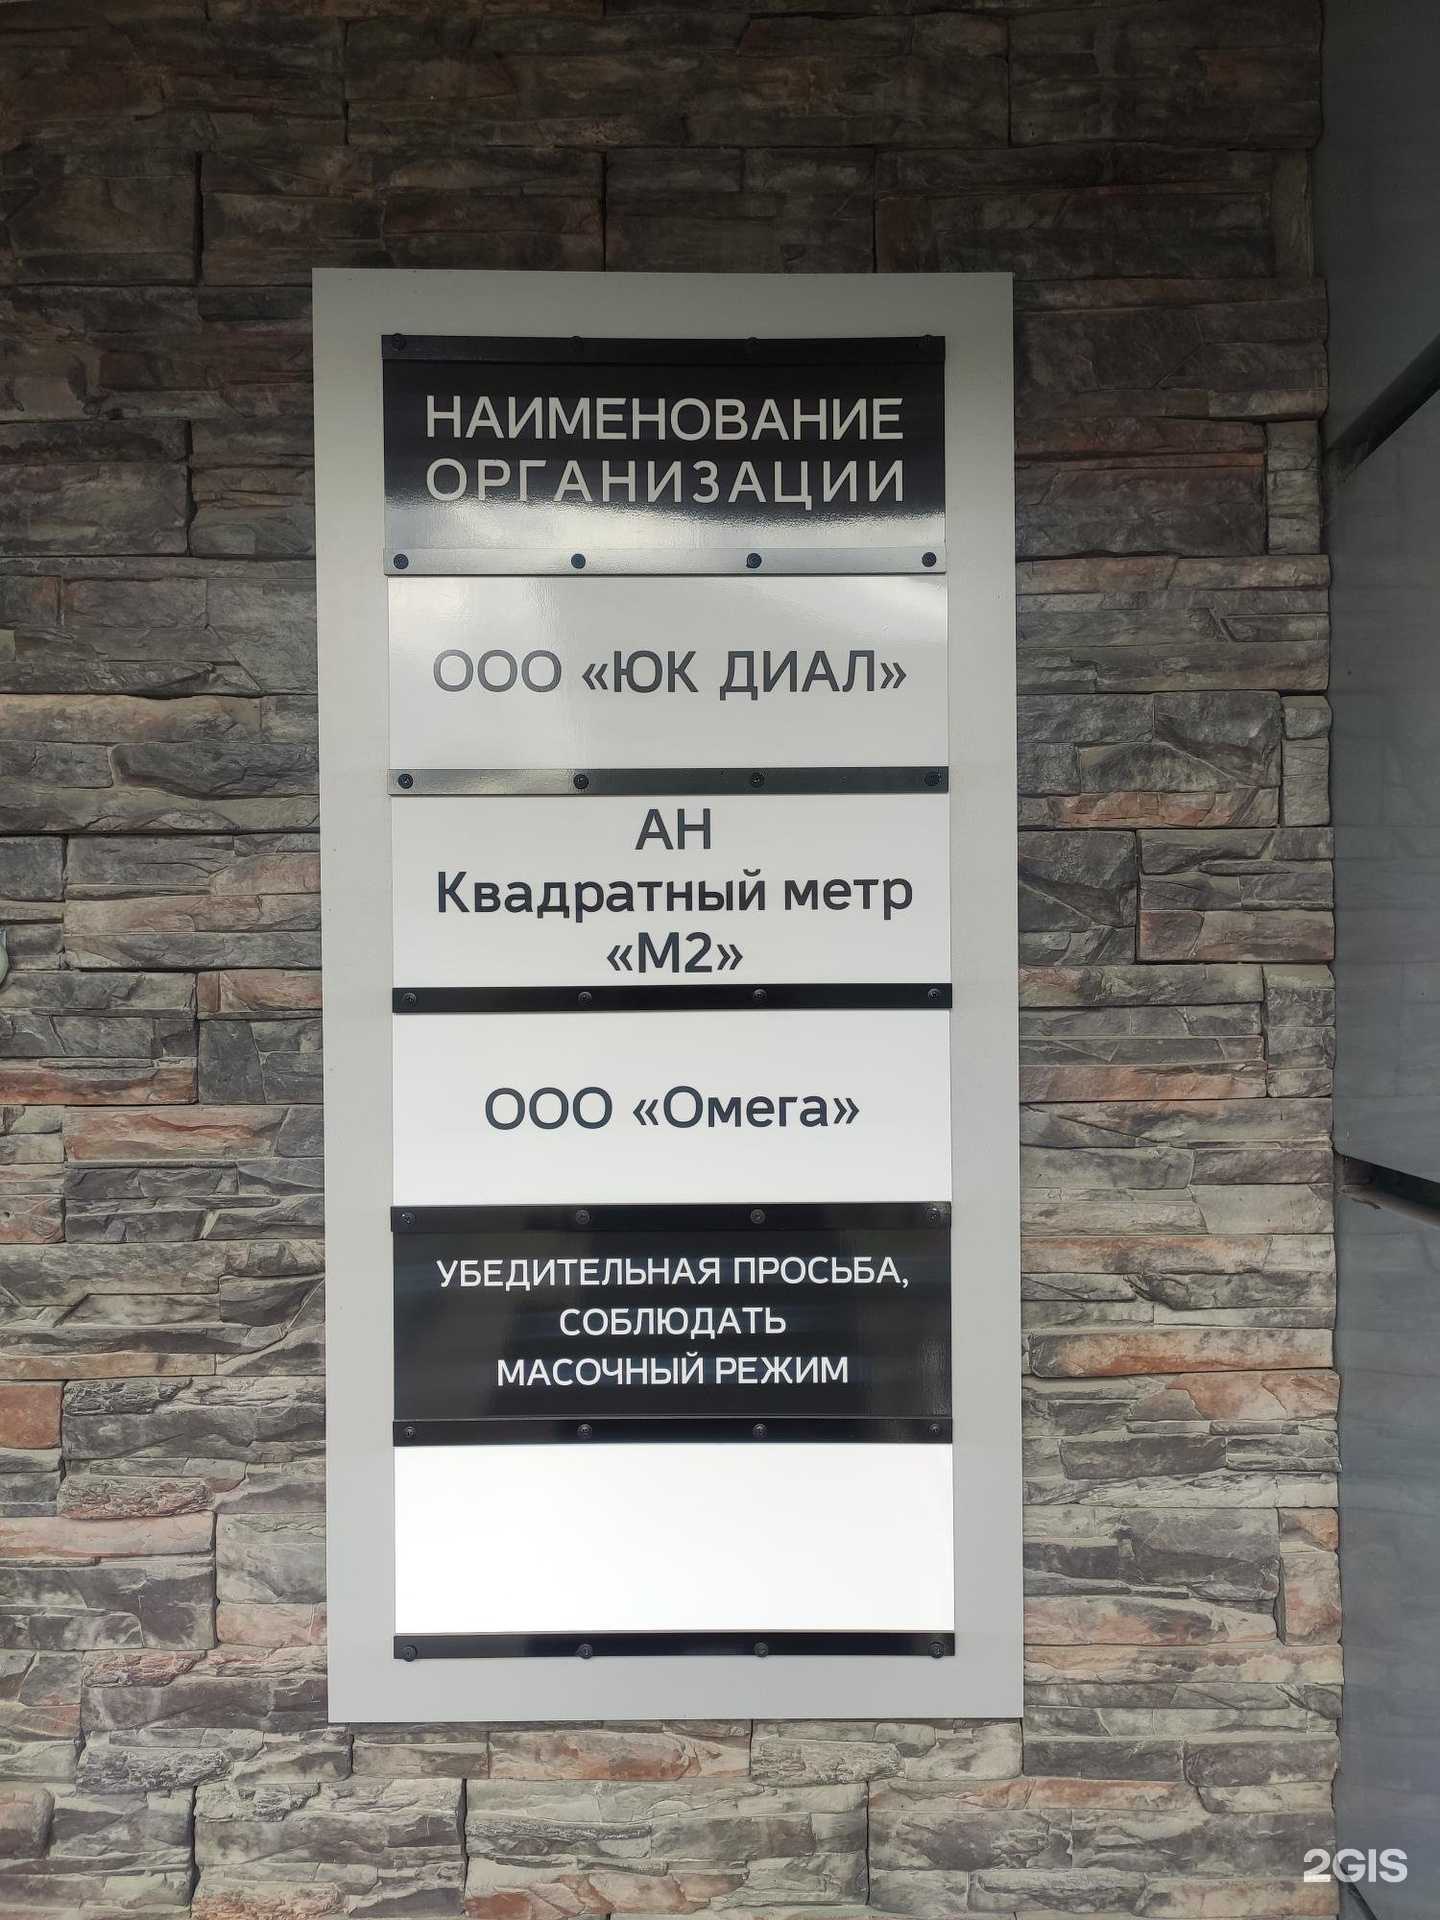 НАИМЕНОВАНИЕ
ОРГАНИЗАЦИИ
ООО «ЮК ДИАЛ»
АН
Квадратный метр
«М2»
ООО «Омега»
УБЕДИТЕЛЬНАЯ ПРОСЬБА,
СОБЛЮДАТЬ
МАСОЧНЫЙ РЕЖИМ
2GIS